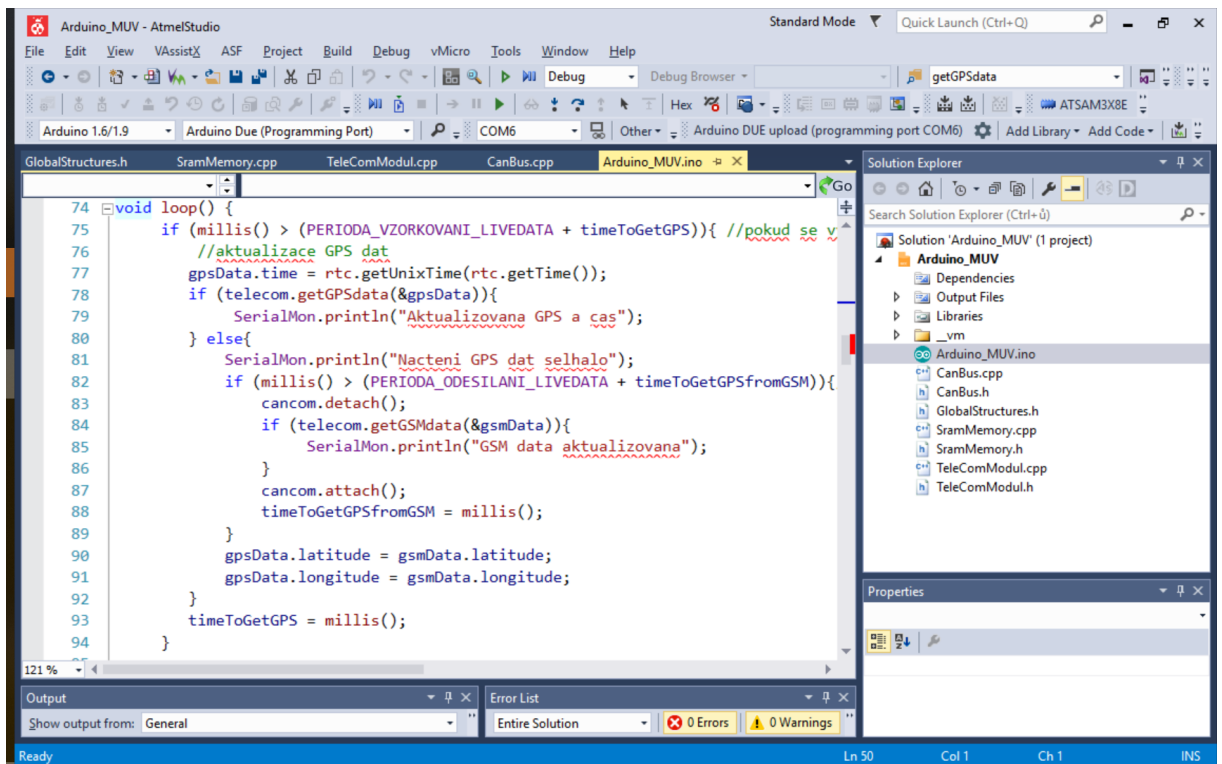 Arduino_MUV - AtmelStudio
Standard Mode
Quick Launch (Ctrl+Q)
File Edit View VAssistX ASF Project Build Debug vMicro Tools Window Help
Debug
Debug Browser
getGPSdata
Hex
ATSAM3X8E
Arduino 1.6/1.9
Arduino Due (Programming Port)
COM6
Other
Arduino DUE upload (programming port COM6)
Add Library
Add Code
GlobalStructures.h SramMemory.cpp TeleComModul.cpp CanBus.cpp Arduino_MUV.ino
Go
74 void loop() {
75 if (millis() > (PERIODA_VZORKOVANI_LIVEDATA + timeToGetGPS)){ //pokud se v
76 //aktualizace GPS dat
77 gpsData.time = rtc.getUnixTime(rtc.getTime());
78 if (telecom.getGPSdata(&gpsData)){
79 SerialMon.println("Aktualizovana GPS a cas");
80 } else{
81 SerialMon.println("Nacteni GPS dat selhalo");
82 if (millis() > (PERIODA_ODESILANI_LIVEDATA + timeToGetGPSfromGSM)){
83 cancom.detach();
84 if (telecom.getGSMdata(&gsmData)){
85 SerialMon.println("GSM data aktualizovana");
86 }
87 cancom.attach();
88 timeToGetGPSfromGSM = millis();
89 }
90 gpsData.latitude = gsmData.latitude;
91 gpsData.longitude = gsmData.longitude;
92 }
93 timeToGetGPS = millis();
94 }
121 %
Solution Explorer
Search Solution Explorer (Ctrl+ů)
Solution 'Arduino_MUV' (1 project)
Arduino_MUV
Dependencies
Output Files
Libraries
__vm
Arduino_MUV.ino
CanBus.cpp
CanBus.h
GlobalStructures.h
SramMemory.cpp
SramMemory.h
TeleComModul.cpp
TeleComModul.h
Properties
Output
Show output from: General
Error List
Entire Solution
0 Errors
0 Warnings
Ready
Ln 50 Col 1 Ch 1 INS